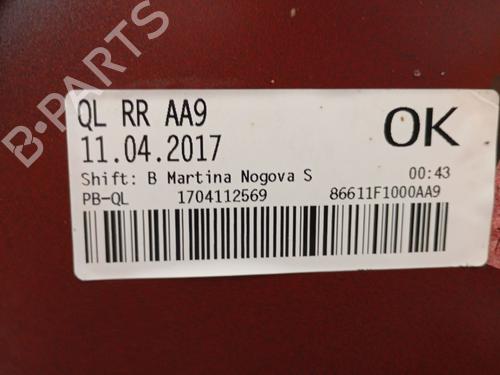 B-PARTS
QL RR AA9
OK
11.04.2017
Shift: B Martina Nogova S 00:43
PB-QL 1704112569 86611F1000AA9